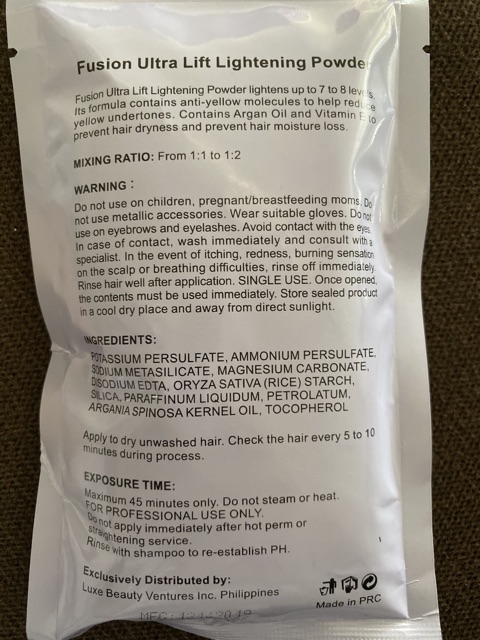 Fusion Ultra Lift Lightening Powder
Fusion Ultra Lift Lightening Powder lightens up to 7 to 8 levels.
Its formula contains anti-yellow molecules to help reduce
yellow undertones. Contains Argan Oil and Vitamin E to
prevent hair dryness and prevent hair moisture loss.
MIXING RATIO: From 1:1 to 1:2
WARNING :
Do not use on children, pregnant/breastfeeding moms. Do
not use metallic accessories. Wear suitable gloves. Do not
use on eyebrows and eyelashes. Avoid contact with the eyes.
In case of contact, wash immediately and consult with a
specialist. In the event of itching, redness, burning sensation
on the scalp or breathing difficulties, rinse off immediately.
Rinse hair well after application. SINGLE USE. Once opened,
the contents must be used immediately. Store sealed product
in a cool dry place and away from direct sunlight.
INGREDIENTS:
POTASSIUM PERSULFATE, AMMONIUM PERSULFATE,
SODIUM METASILICATE, MAGNESIUM CARBONATE,
DISODIUM EDTA, ORYZA SATIVA (RICE) STARCH,
SILICA, PARAFFINUM LIQUIDUM, PETROLATUM,
ARGANIA SPINOSA KERNEL OIL, TOCOPHEROL
Apply to dry unwashed hair. Check the hair every 5 to 10
minutes during process.
EXPOSURE TIME:
Maximum 45 minutes only. Do not steam or heat.
FOR PROFESSIONAL USE ONLY.
Do not apply immediately after hot perm or
straightening service.
Rinse with shampoo to re-establish PH.
Exclusively Distributed by:
Luxe Beauty Ventures Inc. Philippines
Made in PRC
MFG: